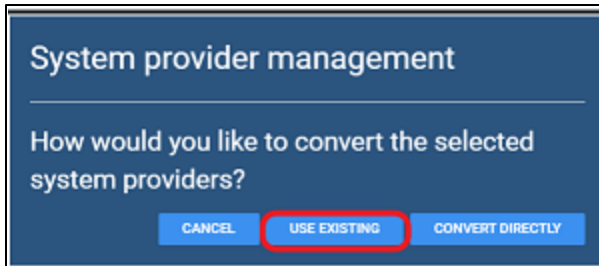 System provider management
How would you like to convert the selected
system providers?
CANCEL USE EXISTING CONVERT DIRECTLY